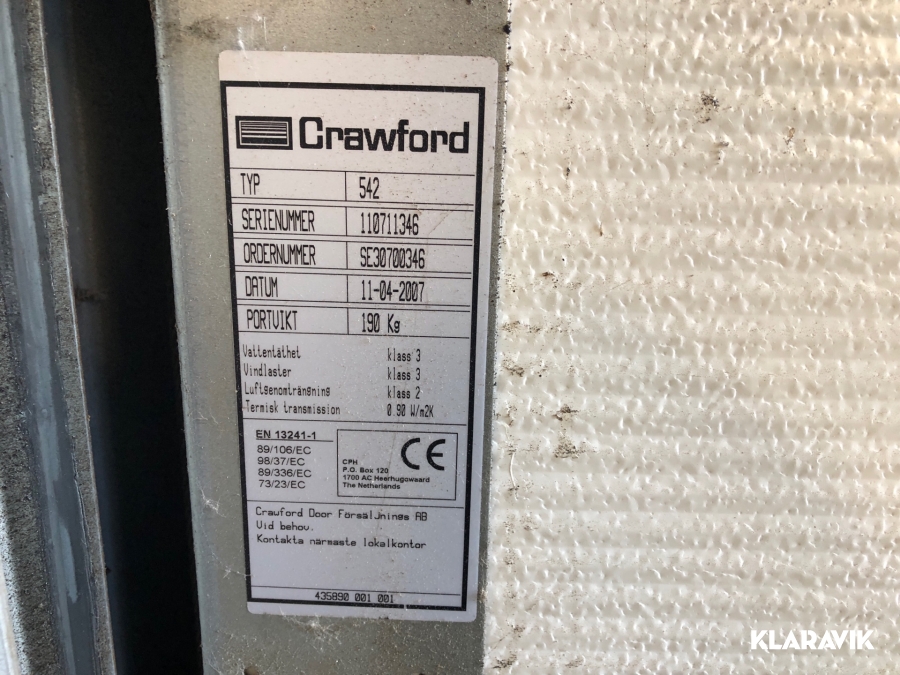 Crawford
TYP 542
SERIENUMMER 110711346
ORDERNUMMER SE30700346
DATUM 11-04-2007
PORTVIKT 190 Kg
Vattentäthet klass 3
Vindlaster klass 3
Luftgenomträngning klass 2
Termisk transmission 0.90 W/m2K
EN 13241-1
89/106/EC
98/37/EC
89/336/EC
73/23/EC
CE
CPH
P.O. Box 120
1700 AC Heerhugowaard
The Netherlands
Crawford Door Försäljnings AB
Vid behov.
Kontakta närmaste lokalkontor
435890 001 001
KLARAVIK